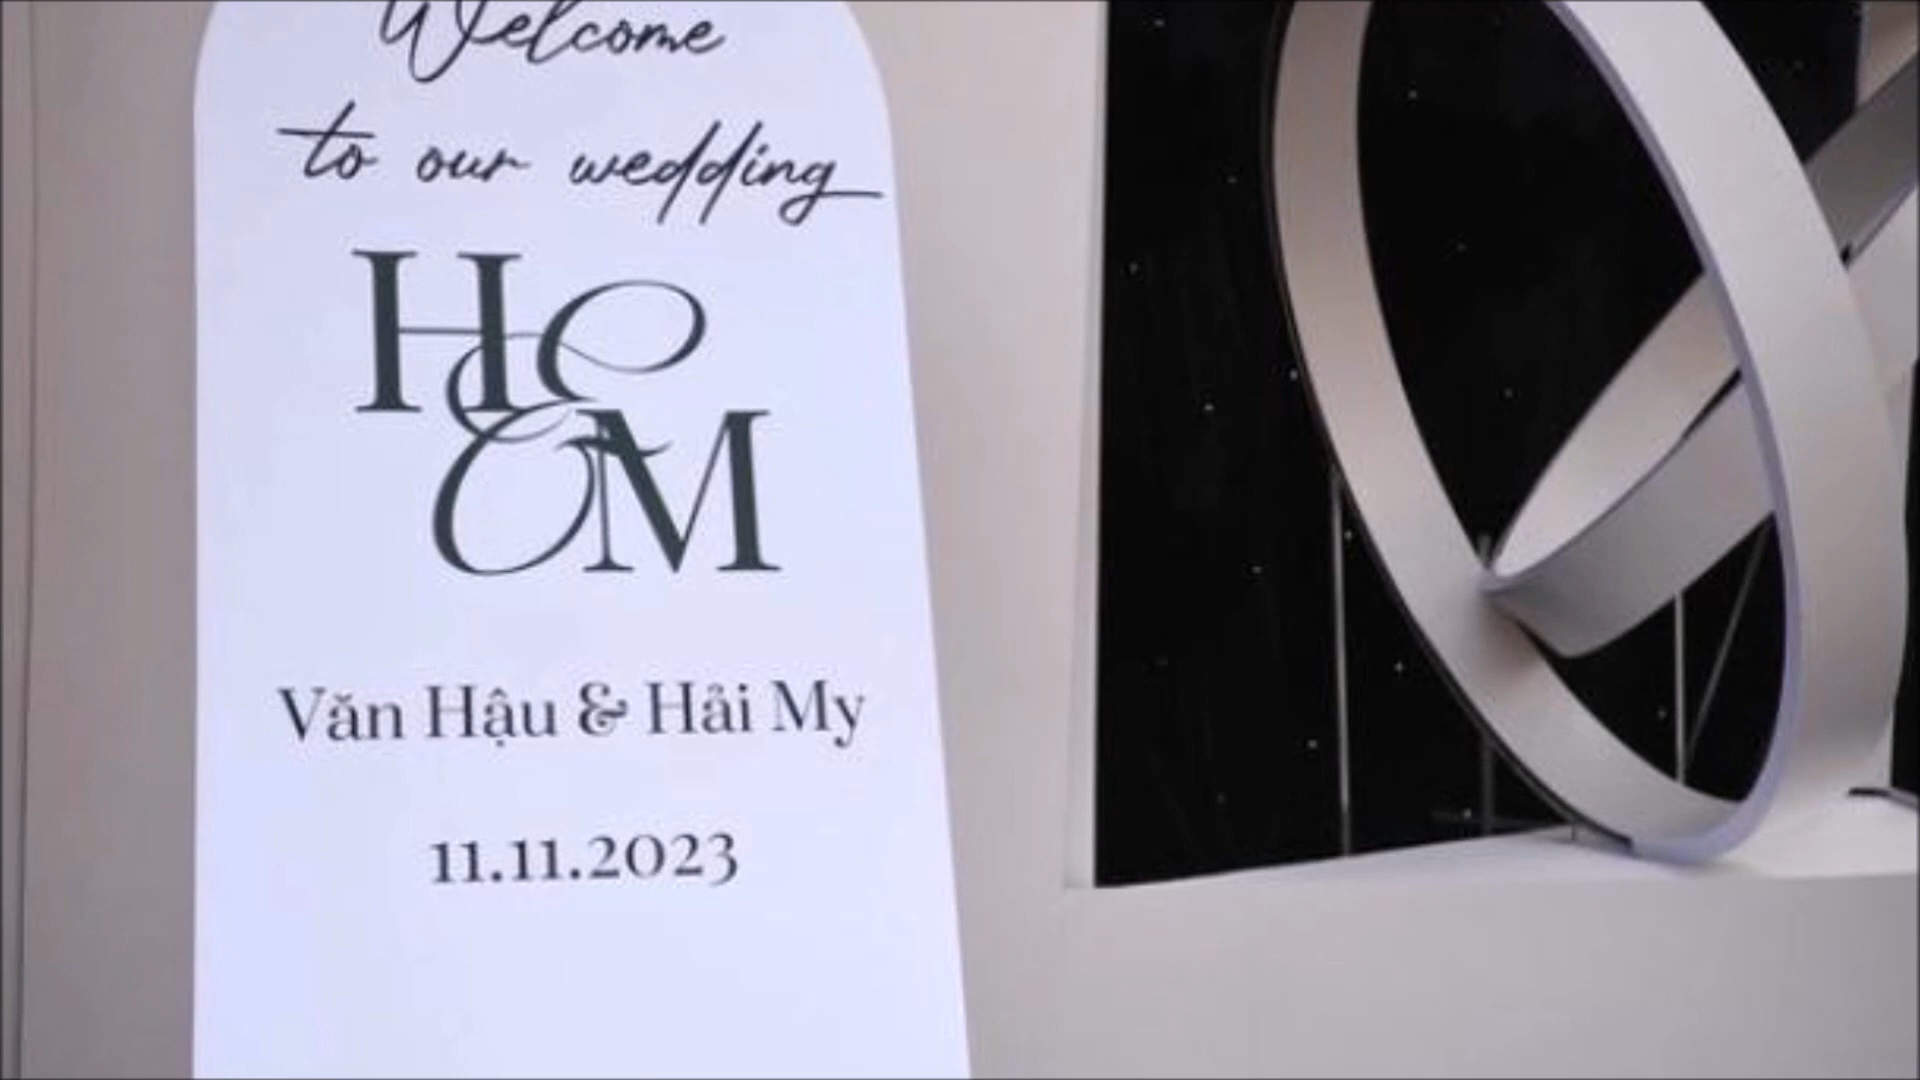 Welcome
to our wedding
H&M
Văn Hậu & Hải My
11.11.2023